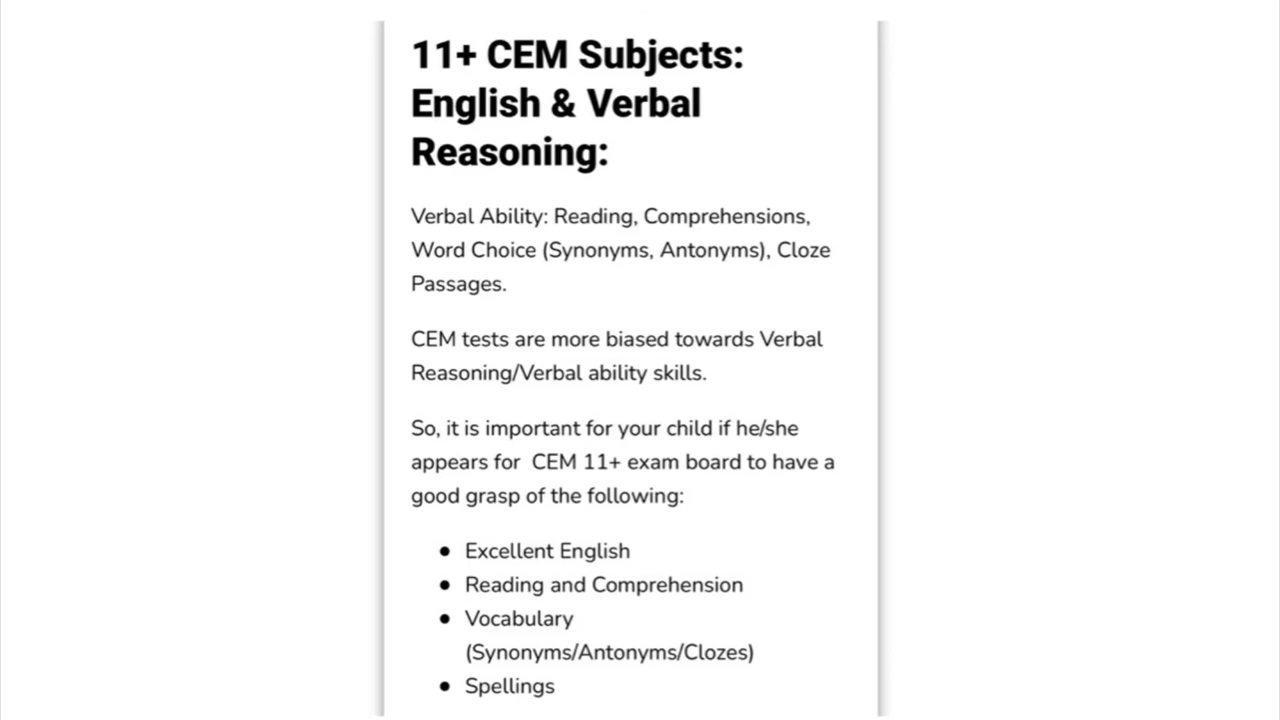 11+ CEM Subjects:
English & Verbal
Reasoning:
Verbal Ability: Reading, Comprehensions,
Word Choice (Synonyms, Antonyms), Cloze
Passages.
CEM tests are more biased towards Verbal
Reasoning/Verbal ability skills.
So, it is important for your child if he/she
appears for  CEM 11+ exam board to have a
good grasp of the following:
● Excellent English
● Reading and Comprehension
● Vocabulary
(Synonyms/Antonyms/Clozes)
● Spellings